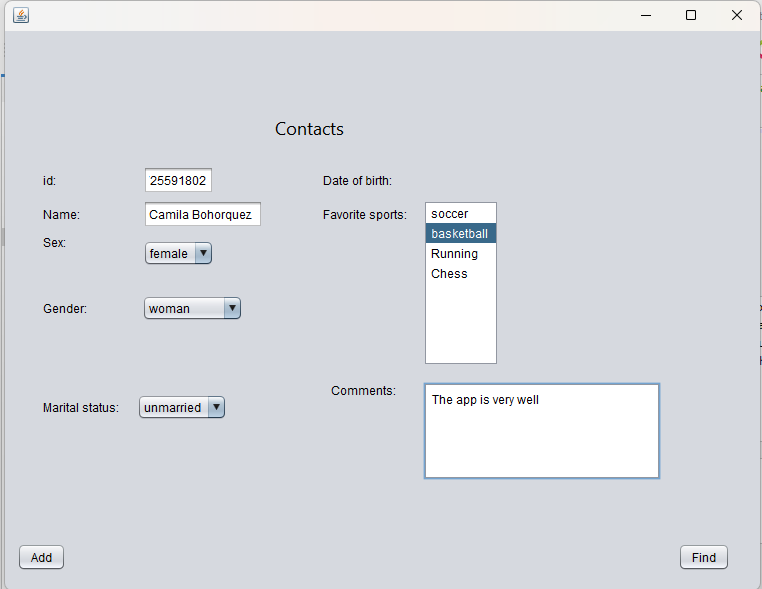 Contacts
id: 25591802 Date of birth:
Name: Camila Bohorquez Favorite sports: soccer
basketball
Sex: female Running
Chess
Gender: woman
Comments:
Marital status: unmarried The app is very well
Add Find